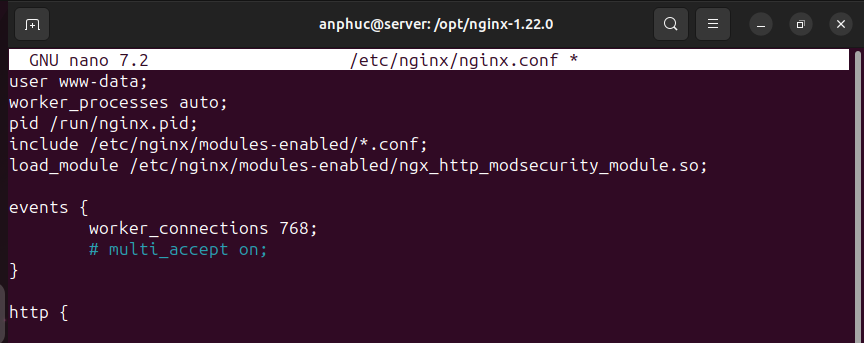 anphuc@server: /opt/nginx-1.22.0
GNU nano 7.2 /etc/nginx/nginx.conf *
user www-data;
worker_processes auto;
pid /run/nginx.pid;
include /etc/nginx/modules-enabled/*.conf;
load_module /etc/nginx/modules-enabled/ngx_http_modsecurity_module.so;
events {
worker_connections 768;
# multi_accept on;
}
http {